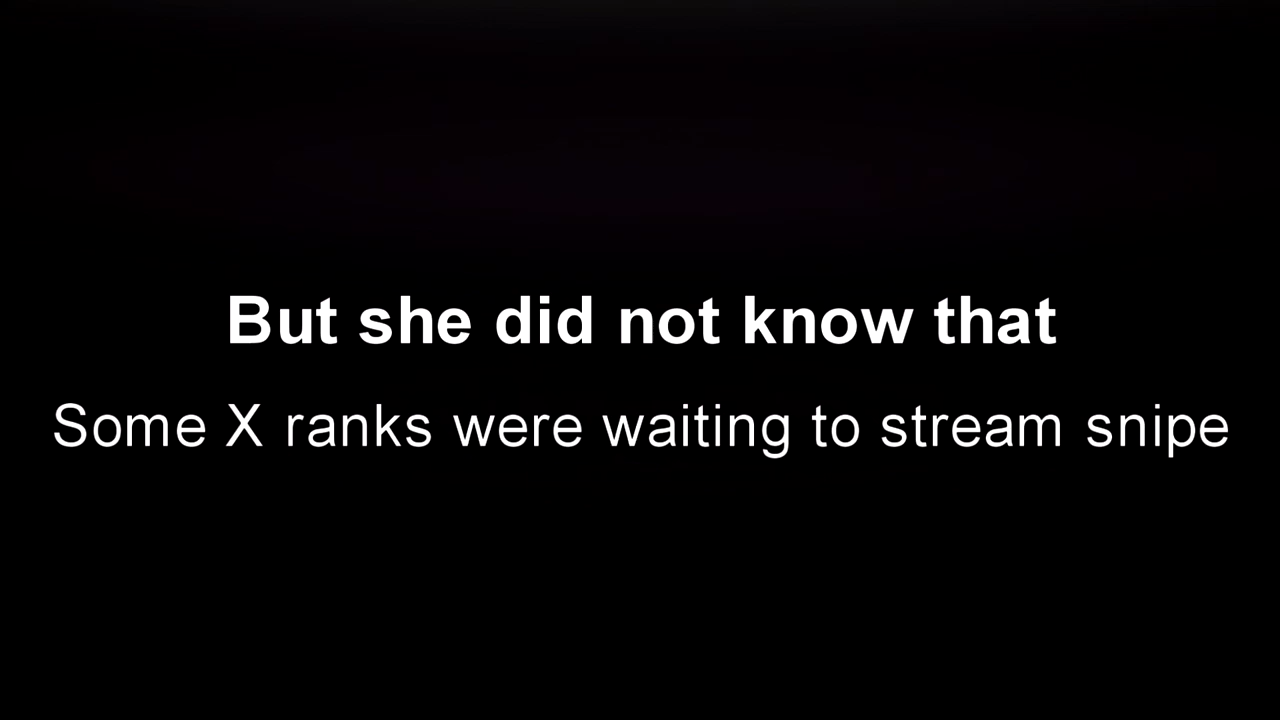 But she did not know that
Some X ranks were waiting to stream snipe